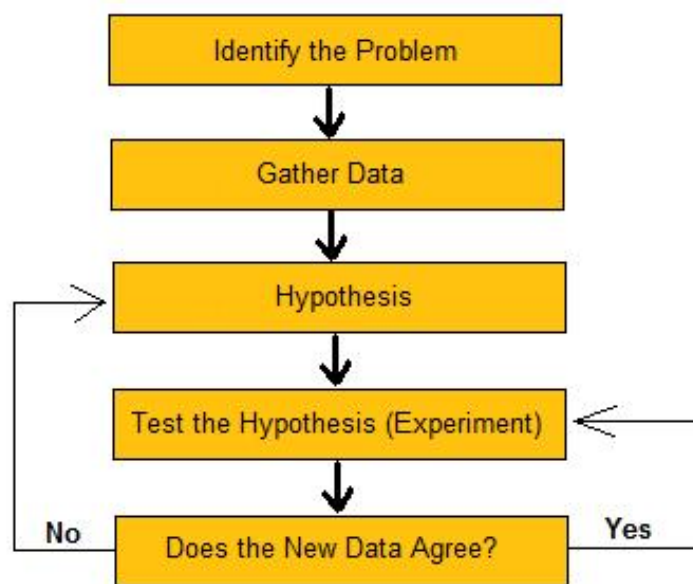 Identify the Problem
Gather Data
Hypothesis
Test the Hypothesis (Experiment)
No
Does the New Data Agree?
Yes